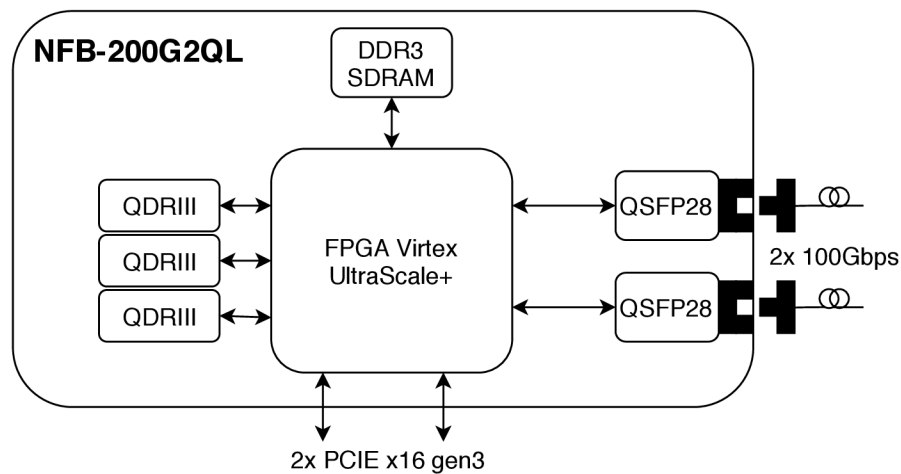 NFB-200G2QL
DDR3
SDRAM
QDRIII
QDRIII
QDRIII
FPGA Virtex
UltraScale+
QSFP28
2x 100Gbps
QSFP28
2x PCIE x16 gen3